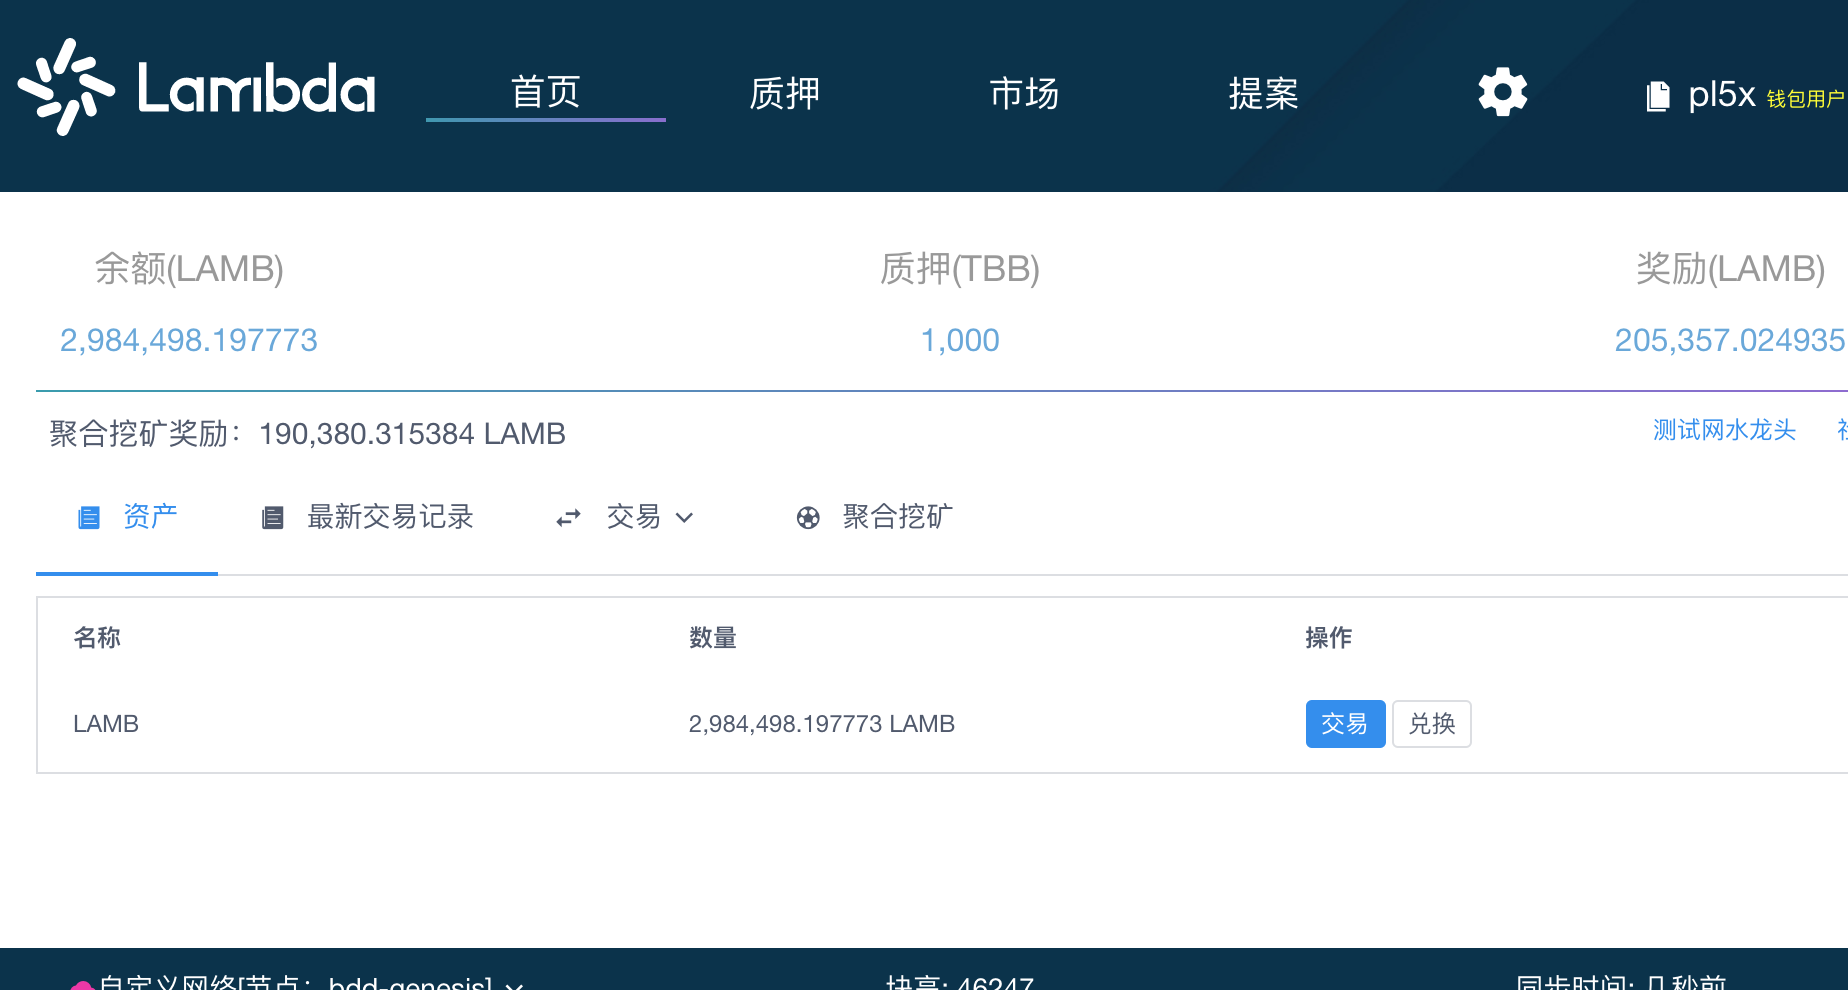 Lambda 首页 质押 市场 提案 pl5x 钱包用户
余额(LAMB) 质押(TBB) 奖励(LAMB)
2,984,498.197773 1,000 205,357.024935
聚合挖矿奖励：190,380.315384 LAMB 测试网水龙头
资产 最新交易记录 交易 聚合挖矿
名称 数量 操作
LAMB 2,984,498.197773 LAMB 交易 兑换
自定义网络[节点：bdd-genesis] 块高: 46247 同步时间: 几秒前